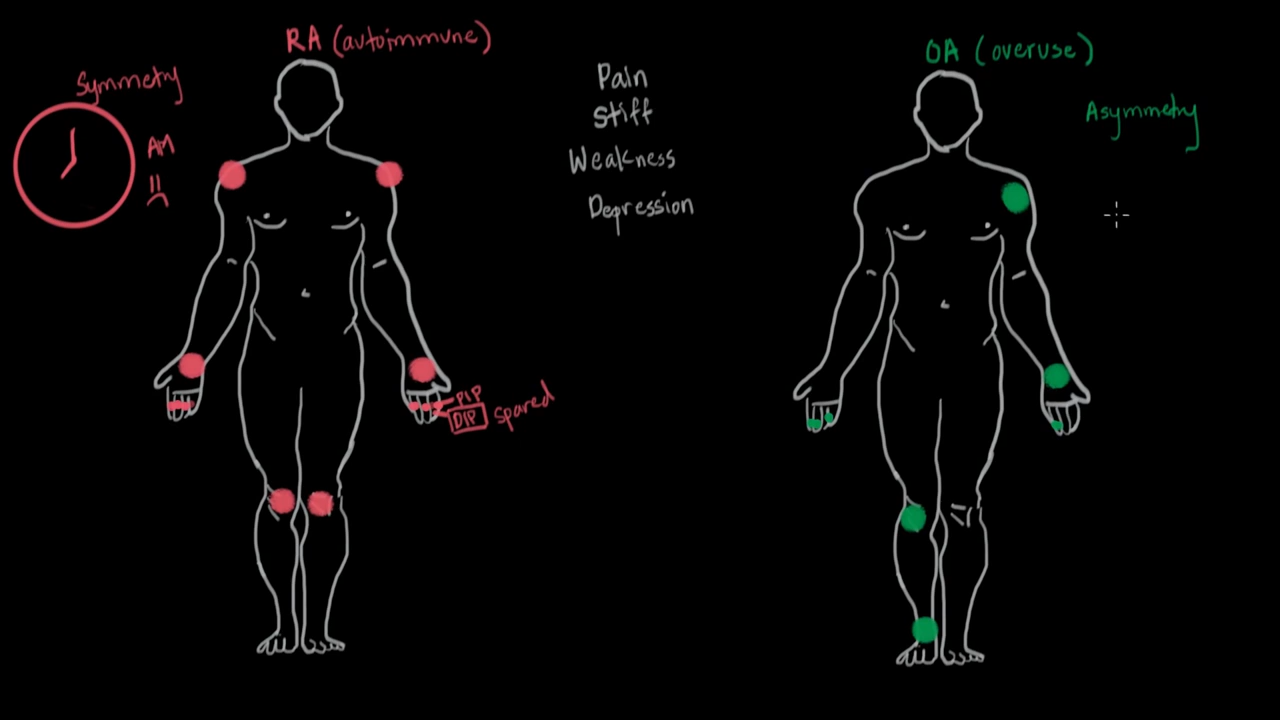 RA (autoimmune)
Symmetry
AM
PIP
DIP spared
Pain
Stiff
Weakness
Depression
OA (overuse)
Asymmetry